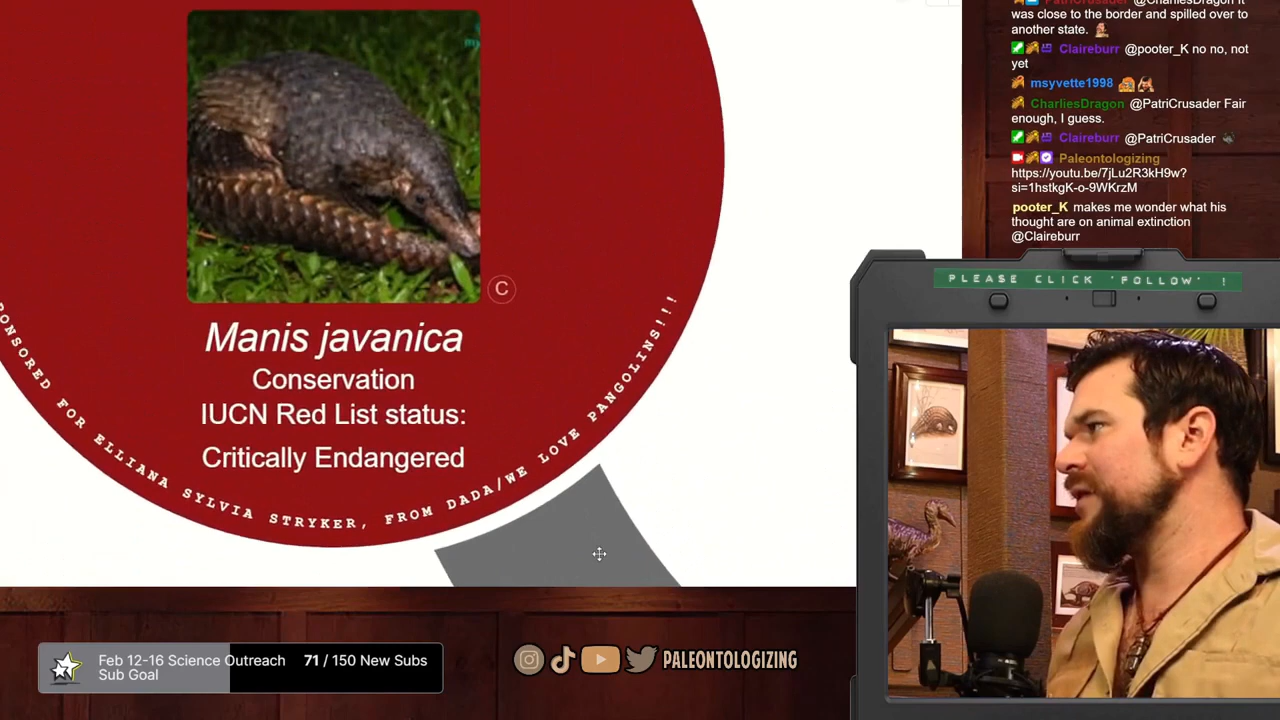 was close to the border and spilled over to
another state.
Claireburr @pooter_K no no, not
yet
msyvette1998
CharliesDragon @PatriCrusader Fair
enough, I guess.
Claireburr @PatriCrusader
Paleontologizing
https://youtu.be/7jLu2R3kH9w?
si=1hstkgK-o-9WKrzM
pooter_K makes me wonder what his
thought are on animal extinction
@Claireburr
PLEASE CLICK 'FOLLOW' !
C
Manis javanica
Conservation
IUCN Red List status:
Critically Endangered
FOR ELLIANA SYLVIA STRYKER, FROM DADA/WE LOVE PANGOLINS!!!
Feb 12-16 Science Outreach 71 / 150 New Subs
Sub Goal
PALEONTOLOGIZING